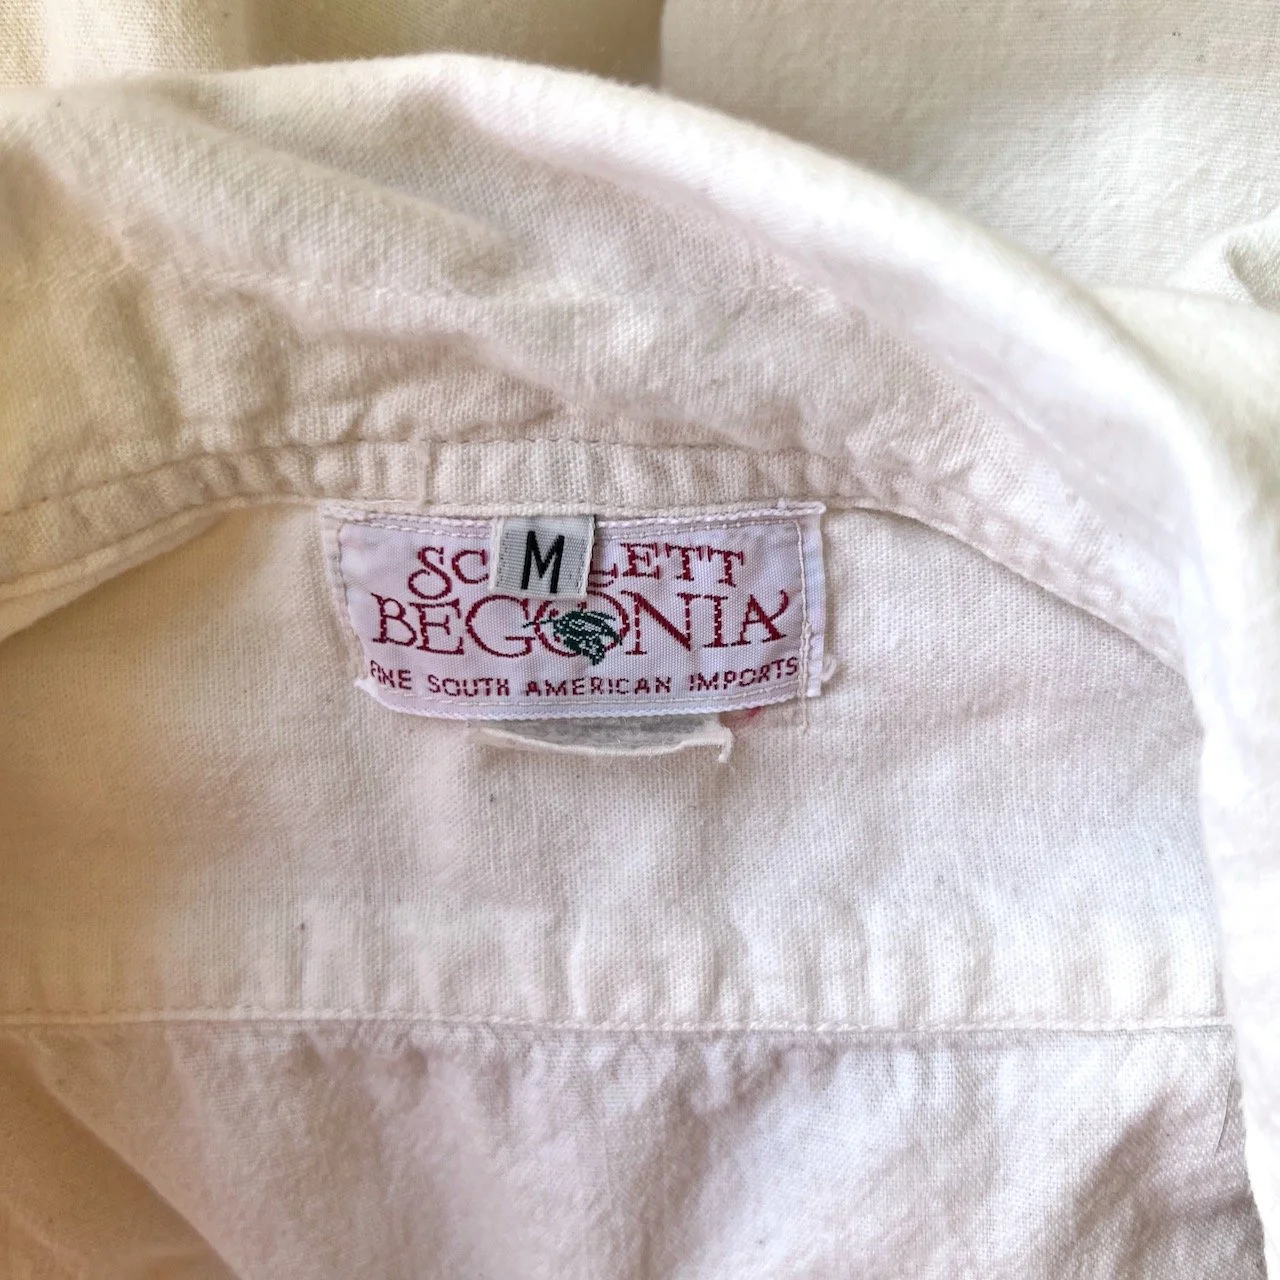 M
SC LETT
BEGONIA
FINE SOUTH AMERICAN IMPORTS